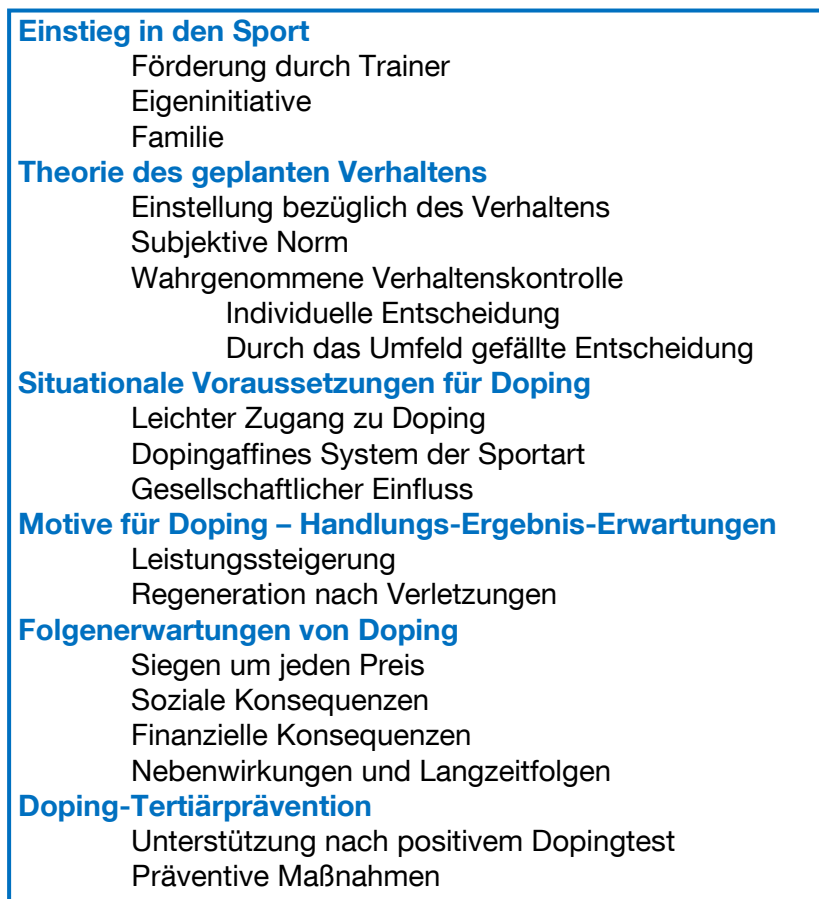 Einstieg in den Sport
Förderung durch Trainer
Eigeninitiative
Familie
Theorie des geplanten Verhaltens
Einstellung bezüglich des Verhaltens
Subjektive Norm
Wahrgenommene Verhaltenskontrolle
Individuelle Entscheidung
Durch das Umfeld gefällte Entscheidung
Situationale Voraussetzungen für Doping
Leichter Zugang zu Doping
Dopingaffines System der Sportart
Gesellschaftlicher Einfluss
Motive für Doping – Handlungs-Ergebnis-Erwartungen
Leistungssteigerung
Regeneration nach Verletzungen
Folgenerwartungen von Doping
Siegen um jeden Preis
Soziale Konsequenzen
Finanzielle Konsequenzen
Nebenwirkungen und Langzeitfolgen
Doping-Tertiärprävention
Unterstützung nach positivem Dopingtest
Präventive Maßnahmen